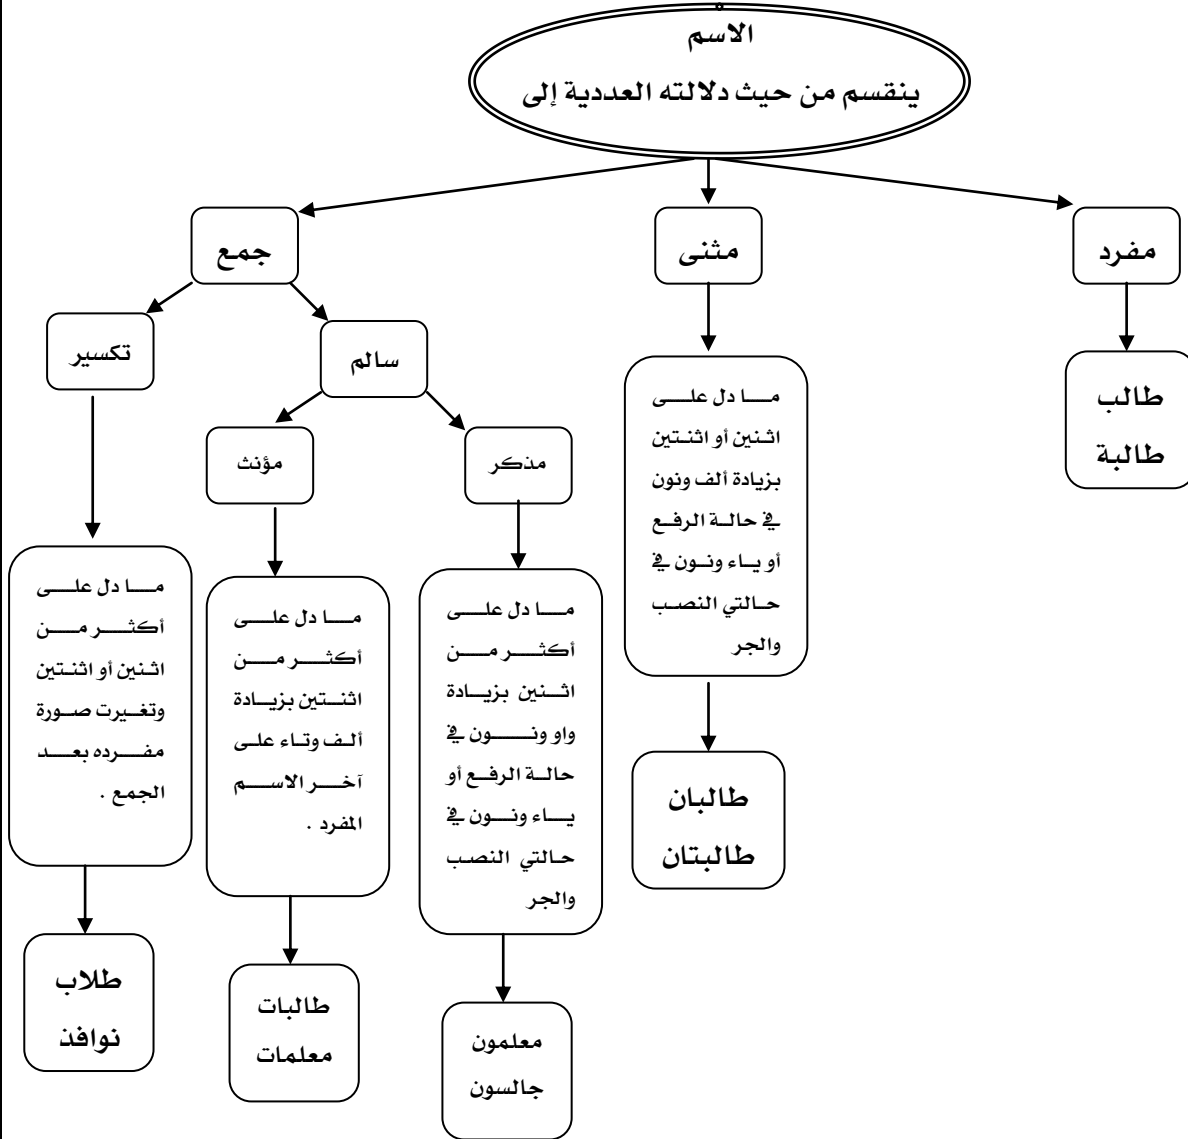 الاسم
ينقسم من حيث دلالته العددية إلى
مفرد
مثنى
جمع
سالم
تكسير
مذكر
مؤنث
طالب
طالبة
ما دل على
اثنين أو اثنتين
بزيادة ألف ونون
في حالة الرفع
أو ياء ونون في
حالتي النصب
والجر
طالبان
طالبتان
ما دل على
أكثر من
اثنين بزيادة
واو ونون في
حالة الرفع أو
ياء ونون في
حالتي النصب
والجر
معلمون
جالسون
ما دل على
أكثر من
اثنتين بزيادة
ألف وتاء على
آخر الاسم
المفرد .
طالبات
معلمات
ما دل على
أكثر من
اثنين أو اثنتين
وتغيرت صورة
مفرده بعد
الجمع .
طلاب
نوافذ